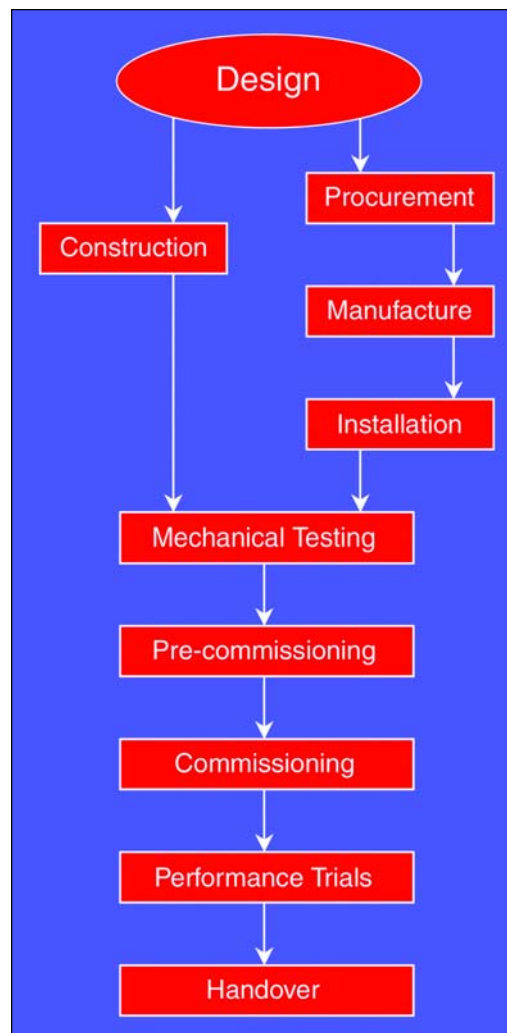 Design
Procurement
Construction
Manufacture
Installation
Mechanical Testing
Pre-commissioning
Commissioning
Performance Trials
Handover